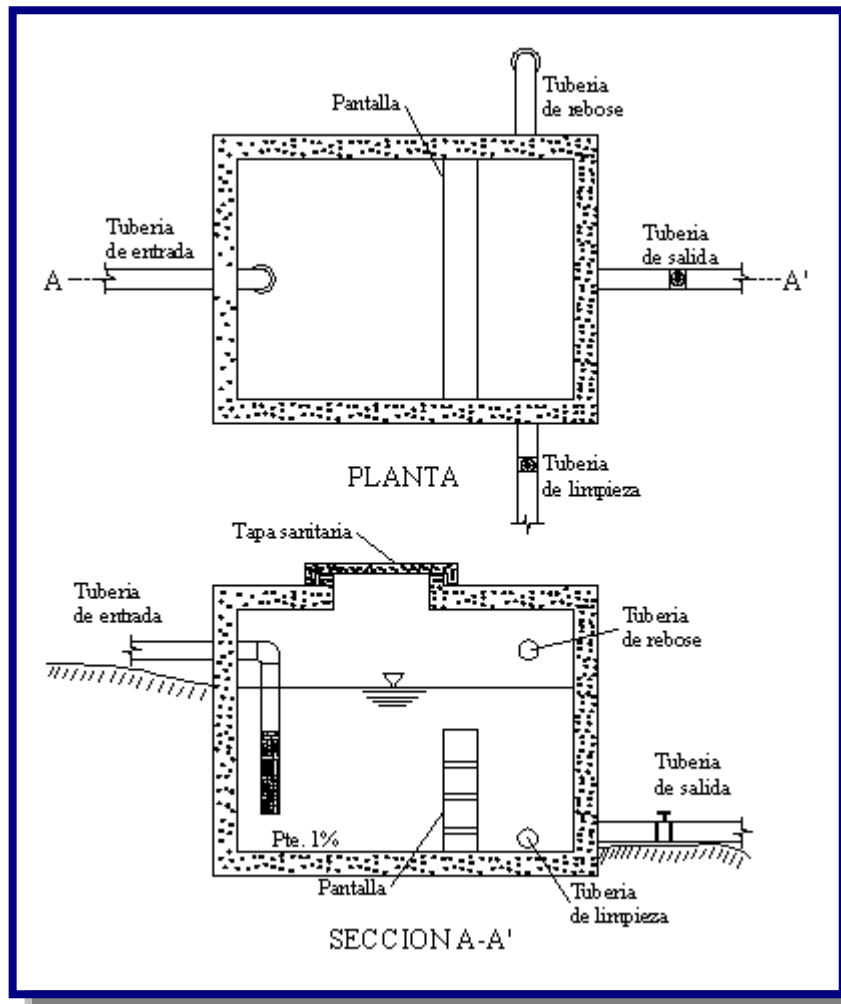 Tuberia
de rebose
Pantalla
Tuberia
de entrada
Tuberia
de salida
A
A'
Tuberia
de limpieza
PLANTA
Tapa sanitaria
Tuberia
de entrada
Tuberia
de rebose
Tuberia
de salida
Pte. 1%
Pantalla
Tuberia
de limpieza
SECCION A-A'